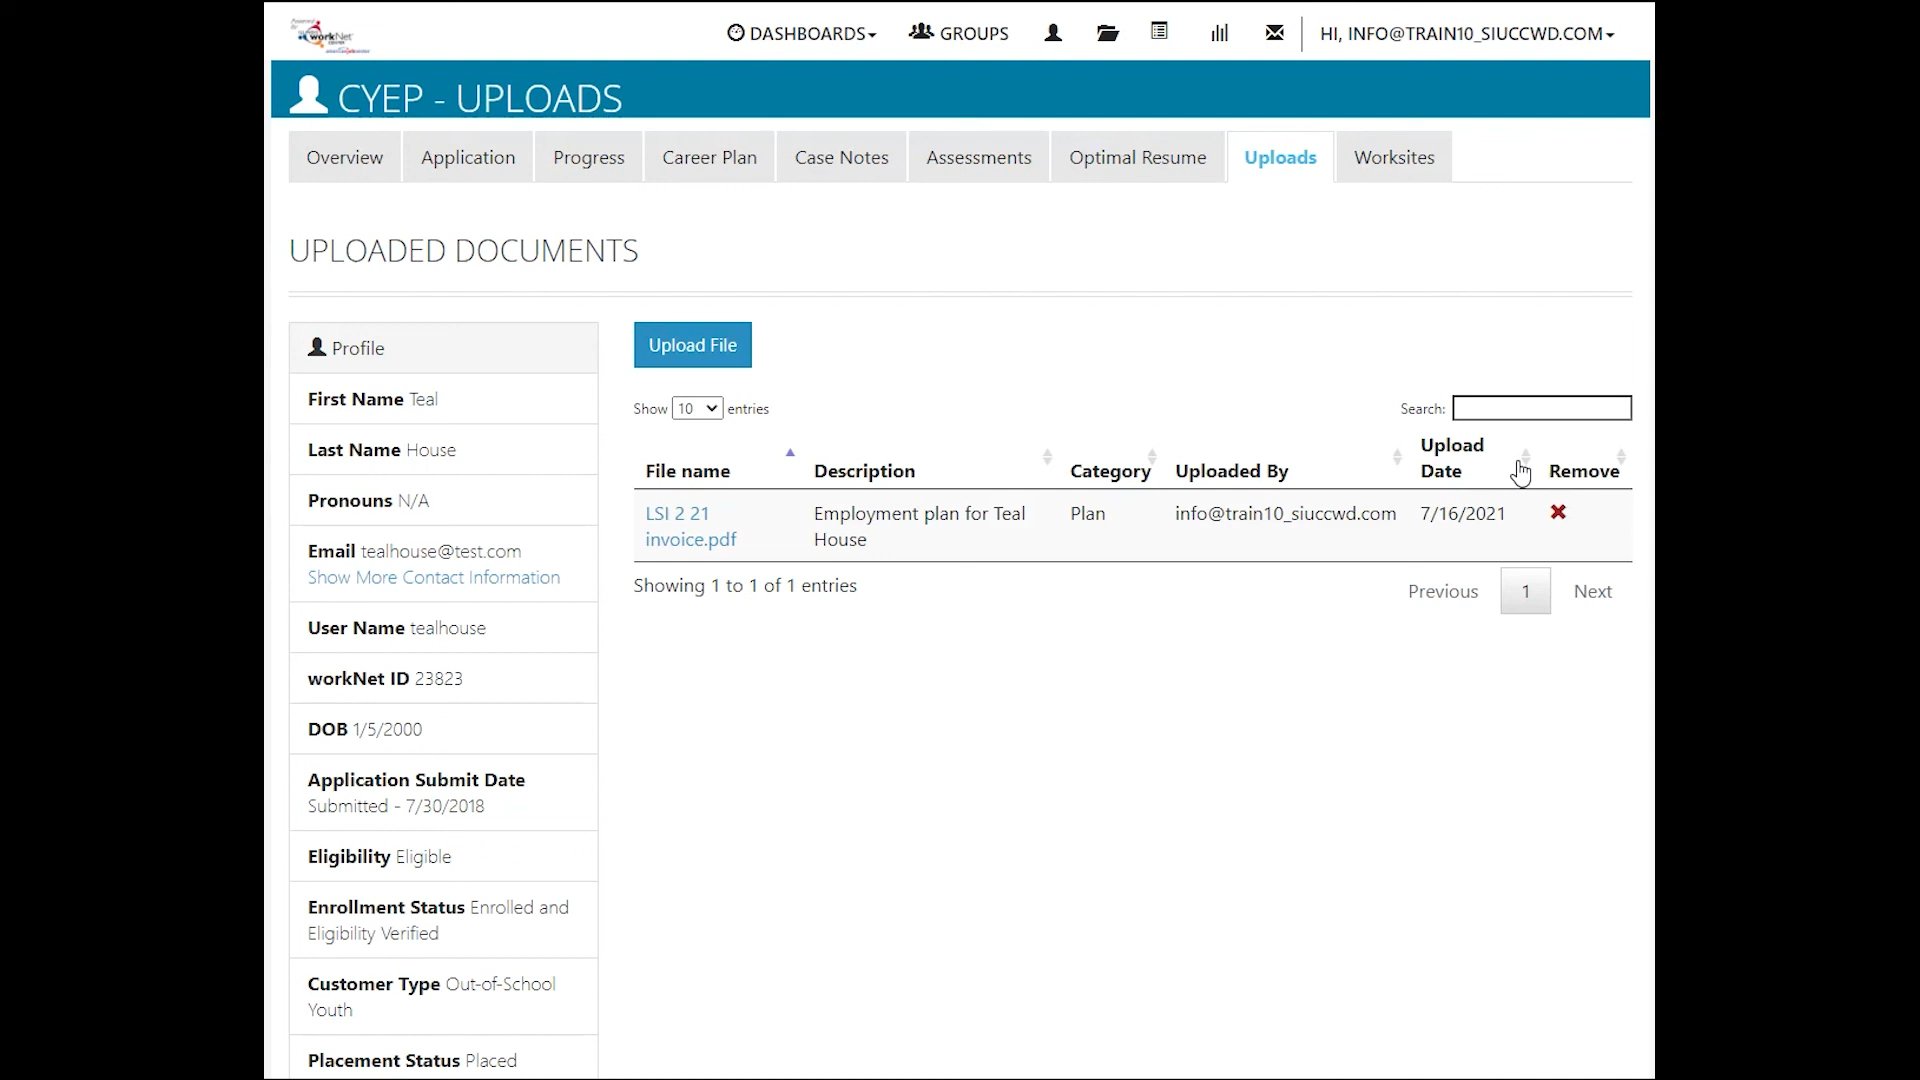 Powered by
workNet
CENTER
DASHBOARDS
GROUPS
HI, INFO@TRAIN10_SIUCCWD.COM
CYEP - UPLOADS
Overview
Application
Progress
Career Plan
Case Notes
Assessments
Optimal Resume
Uploads
Worksites
UPLOADED DOCUMENTS
Profile
First Name Teal
Last Name House
Pronouns N/A
Email tealhouse@test.com
Show More Contact Information
User Name tealhouse
workNet ID 23823
DOB 1/5/2000
Application Submit Date
Submitted - 7/30/2018
Eligibility Eligible
Enrollment Status Enrolled and
Eligibility Verified
Customer Type Out-of-School
Youth
Placement Status Placed
Upload File
Show 10 entries
Search:
File name
Description
Category
Uploaded By
Upload
Date
Remove
LSI 2 21
invoice.pdf
Employment plan for Teal
House
Plan
info@train10_siuccwd.com
7/16/2021
Showing 1 to 1 of 1 entries
Previous
1
Next